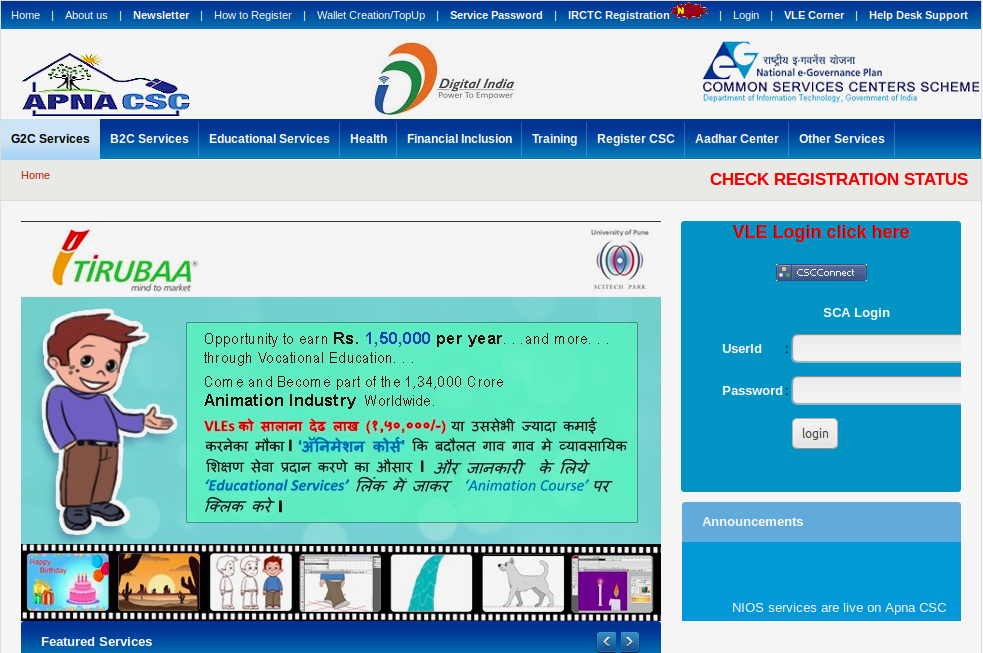 Home | About us | Newsletter | How to Register | Wallet Creation/TopUp | Service Password | IRCTC Registration | Login | VLE Corner | Help Desk Support
APNA CSC
Digital India
Power To Empower
राष्ट्रीय इ-गवर्नेंस योजना
National e-Governance Plan
COMMON SERVICES CENTERS SCHEME
Department of Information Technology, Government of India
G2C Services B2C Services Educational Services Health Financial Inclusion Training Register CSC Aadhar Center Other Services
Home
CHECK REGISTRATION STATUS
TIRUBAA
mind to market
University of Pune
SCITECH PARK
Opportunity to earn Rs. 1,50,000 per year. . .and more. . .
through Vocational Education. . .
Come and Become part of the 1,34,000 Crore
Animation Industry Worldwide.
VLEs को सालाना देढ लाख (१,५०,०००/-) या उससेभी ज्यादा कमाई
करनेका मौका। ‘ॲनिमेशन कोर्स’ कि बदौलत गाव गाव मे व्यावसायिक
शिक्षण सेवा प्रदान करणे का औसार । और जानकारी के लिये
‘Educational Services’ लिंक में जाकर ‘Animation Course’ पर
क्लिक करे।
Happy
Birthday
Featured Services
VLE Login click here
CSCConnect
SCA Login
UserId :
Password :
login
Announcements
NIOS services are live on Apna CSC